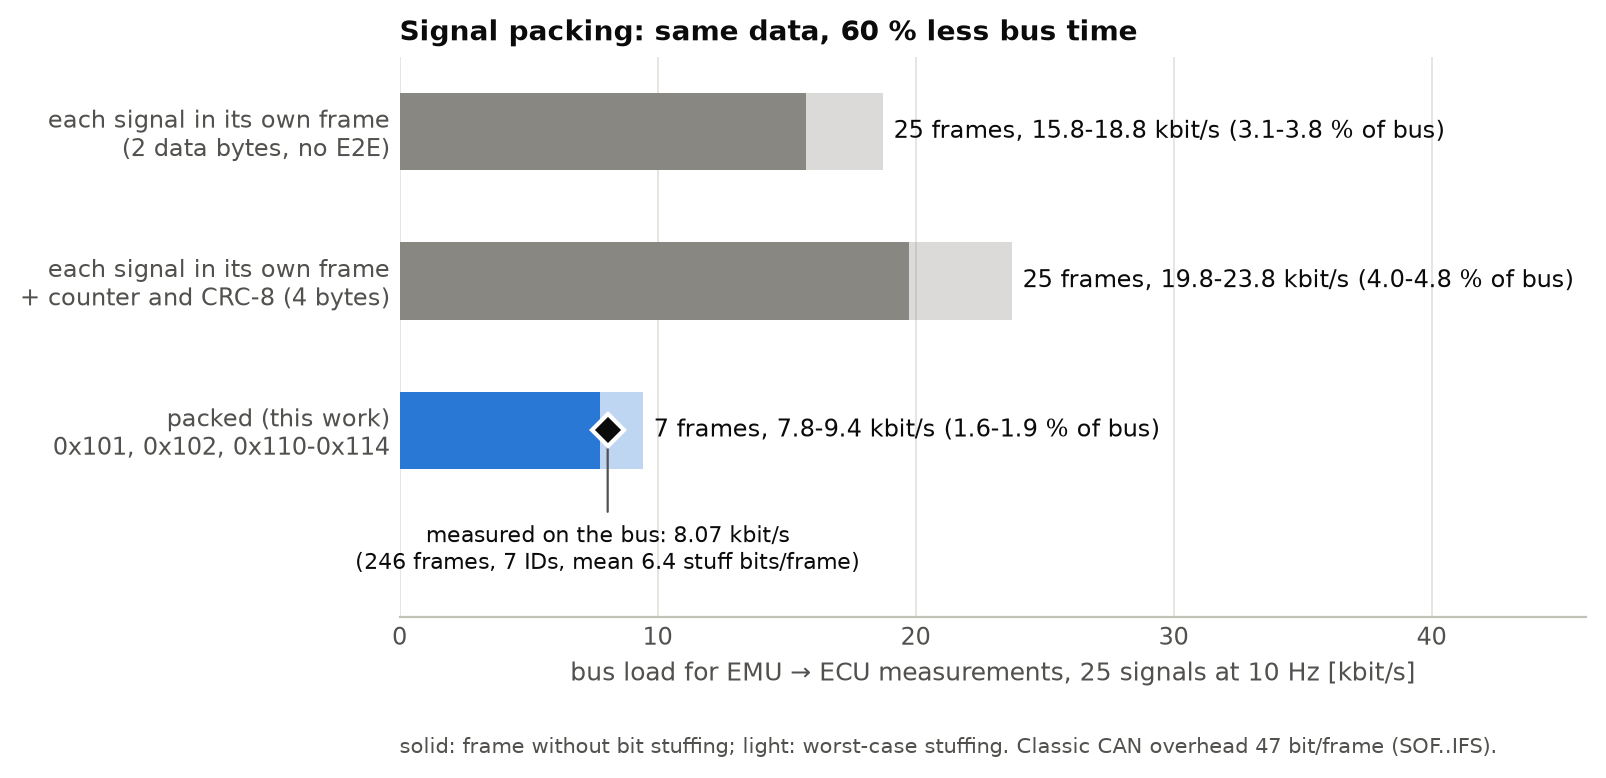 Signal packing: same data, 60 % less bus time
each signal in its own frame
(2 data bytes, no E2E)
25 frames, 15.8-18.8 kbit/s (3.1-3.8 % of bus)
each signal in its own frame
+ counter and CRC-8 (4 bytes)
25 frames, 19.8-23.8 kbit/s (4.0-4.8 % of bus)
packed (this work)
0x101, 0x102, 0x110-0x114
7 frames, 7.8-9.4 kbit/s (1.6-1.9 % of bus)
measured on the bus: 8.07 kbit/s
(246 frames, 7 IDs, mean 6.4 stuff bits/frame)
0 10 20 30 40
bus load for EMU → ECU measurements, 25 signals at 10 Hz [kbit/s]
solid: frame without bit stuffing; light: worst-case stuffing. Classic CAN overhead 47 bit/frame (SOF..IFS).